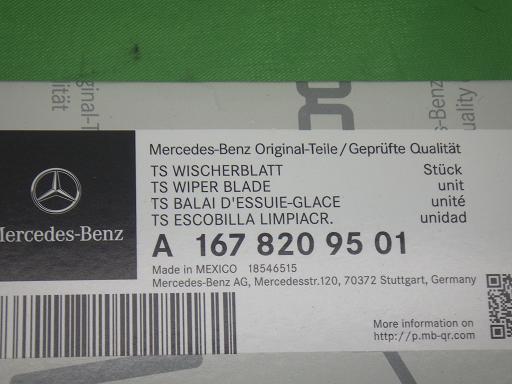 Mercedes-Benz Original-Teile/Geprüfte Qualität
TS WISCHERBLATT Stück
TS WIPER BLADE unit
TS BALAI D'ESSUIE-GLACE unité
TS ESCOBILLA LIMPIACR. unidad
Mercedes-Benz
A 167 820 95 01
Made in MEXICO 18546515
Mercedes-Benz AG, Mercedesstr.120, 70372 Stuttgart, Germany
More information on
http://p.mb-qr.com